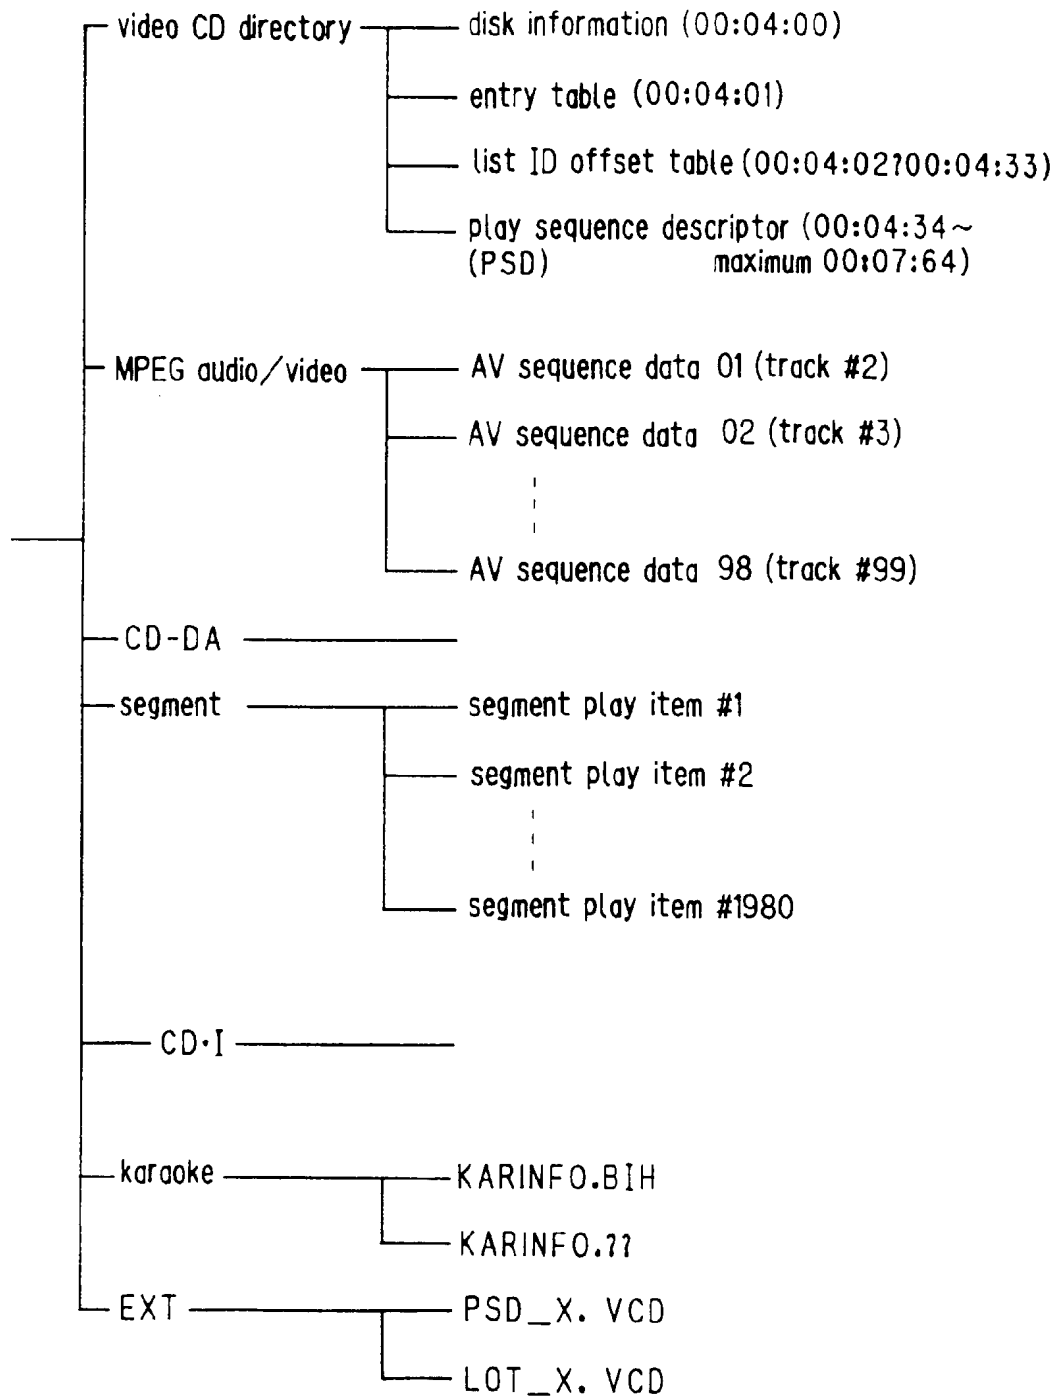 video CD directory
disk information (00:04:00)
entry table (00:04:01)
list ID offset table (00:04:02?00:04:33)
play sequence descriptor (00:04:34~
(PSD) maximum 00:07:64)
MPEG audio/video
AV sequence data 01 (track #2)
AV sequence data 02 (track #3)
AV sequence data 98 (track #99)
CD-DA
segment
segment play item #1
segment play item #2
segment play item #1980
CD·I
karaoke
KARINFO.BIH
KARINFO.??
EXT
PSD_X. VCD
LOT_X. VCD